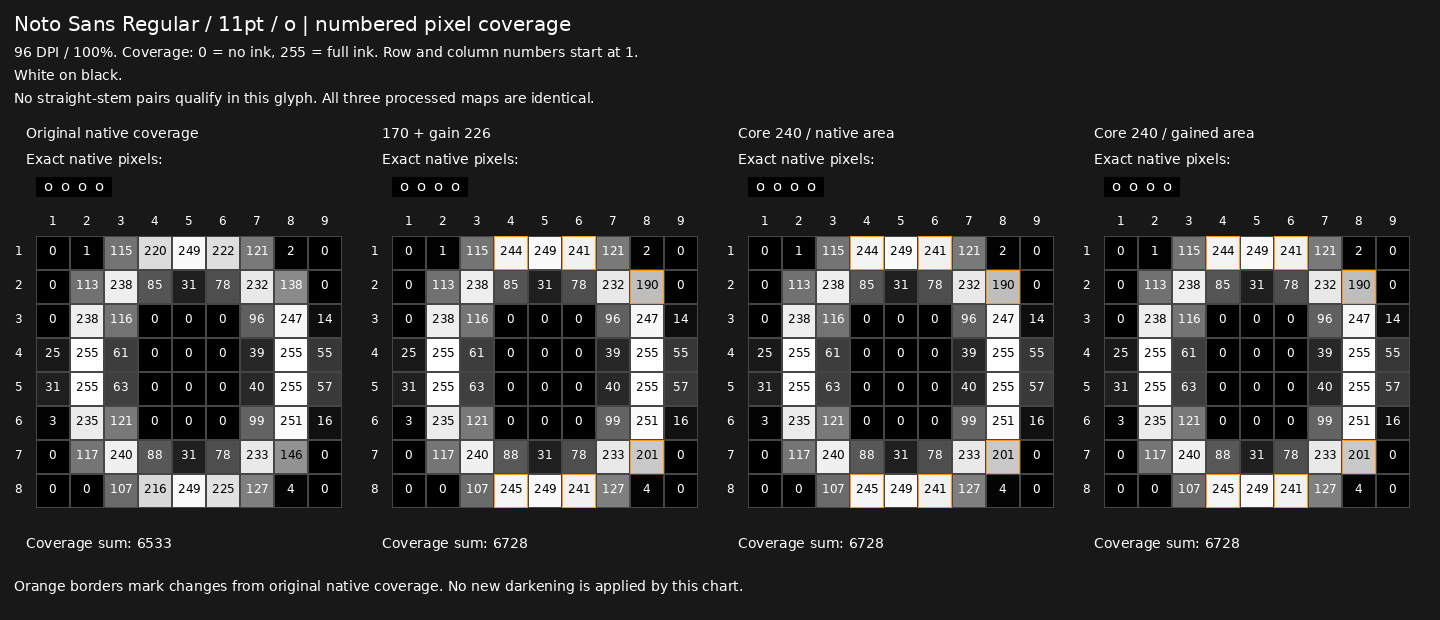 Noto Sans Regular / 11pt / o | numbered pixel coverage
96 DPI / 100%. Coverage: 0 = no ink, 255 = full ink. Row and column numbers start at 1.
White on black.
No straight-stem pairs qualify in this glyph. All three processed maps are identical.
Original native coverage
Exact native pixels:
o o o o
1 2 3 4 5 6 7 8 9
1 0 1 115 220 249 222 121 2 0
2 0 113 238 85 31 78 232 138 0
3 0 238 116 0 0 0 96 247 14
4 25 255 61 0 0 0 39 255 55
5 31 255 63 0 0 0 40 255 57
6 3 235 121 0 0 0 99 251 16
7 0 117 240 88 31 78 233 146 0
8 0 0 107 216 249 225 127 4 0
Coverage sum: 6533
170 + gain 226
Exact native pixels:
o o o o
1 2 3 4 5 6 7 8 9
1 0 1 115 244 249 241 121 2 0
2 0 113 238 85 31 78 232 190 0
3 0 238 116 0 0 0 96 247 14
4 25 255 61 0 0 0 39 255 55
5 31 255 63 0 0 0 40 255 57
6 3 235 121 0 0 0 99 251 16
7 0 117 240 88 31 78 233 201 0
8 0 0 107 245 249 241 127 4 0
Coverage sum: 6728
Core 240 / native area
Exact native pixels:
o o o o
1 2 3 4 5 6 7 8 9
1 0 1 115 244 249 241 121 2 0
2 0 113 238 85 31 78 232 190 0
3 0 238 116 0 0 0 96 247 14
4 25 255 61 0 0 0 39 255 55
5 31 255 63 0 0 0 40 255 57
6 3 235 121 0 0 0 99 251 16
7 0 117 240 88 31 78 233 201 0
8 0 0 107 245 249 241 127 4 0
Coverage sum: 6728
Core 240 / gained area
Exact native pixels:
o o o o
1 2 3 4 5 6 7 8 9
1 0 1 115 244 249 241 121 2 0
2 0 113 238 85 31 78 232 190 0
3 0 238 116 0 0 0 96 247 14
4 25 255 61 0 0 0 39 255 55
5 31 255 63 0 0 0 40 255 57
6 3 235 121 0 0 0 99 251 16
7 0 117 240 88 31 78 233 201 0
8 0 0 107 245 249 241 127 4 0
Coverage sum: 6728
Orange borders mark changes from original native coverage. No new darkening is applied by this chart.